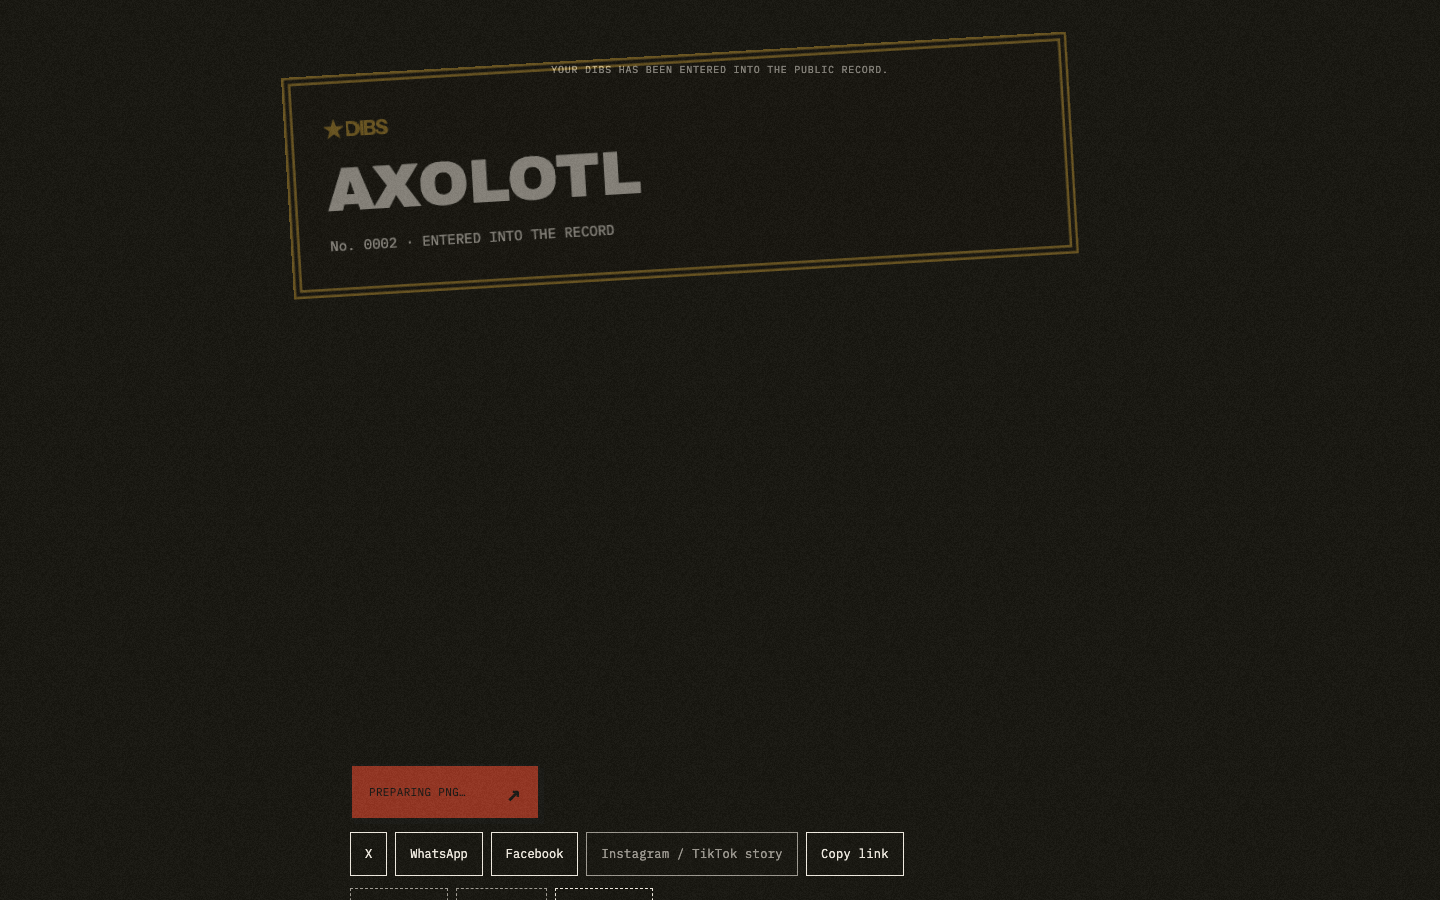 YOUR DIBS HAS BEEN ENTERED INTO THE PUBLIC RECORD.
★DIBS
AXOLOTL
No. 0002 · ENTERED INTO THE RECORD
PREPARING PNG… ↗
X
WhatsApp
Facebook
Instagram / TikTok story
Copy link